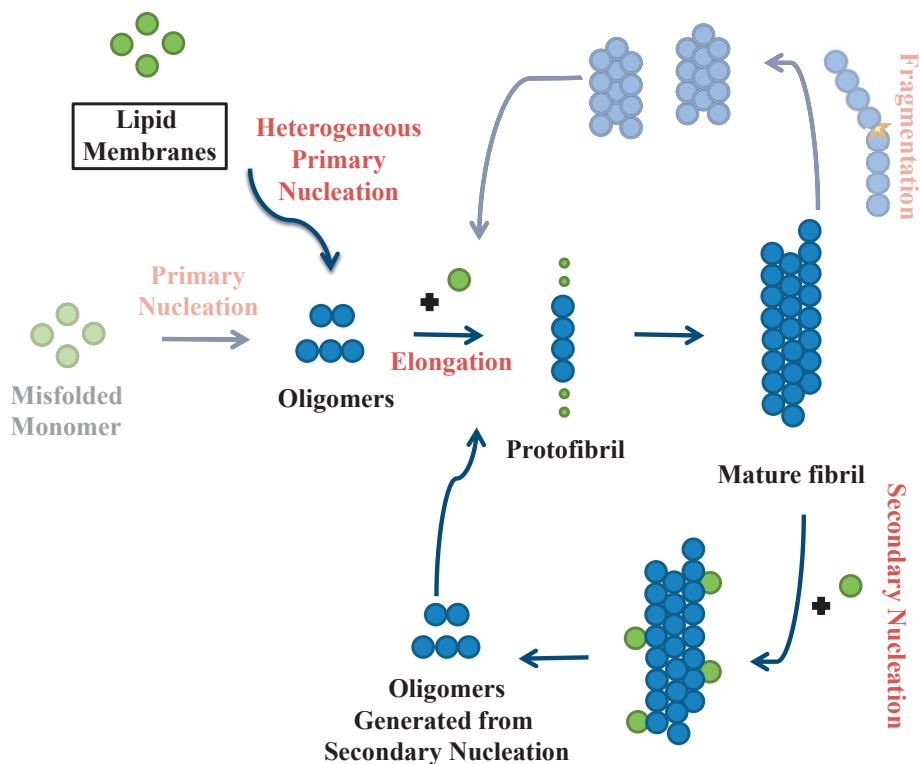 Lipid
Membranes
Heterogeneous
Primary
Nucleation
Fragmentation
Primary
Nucleation
Misfolded
Monomer
Oligomers
Elongation
Protofibril
Mature fibril
Secondary Nucleation
Oligomers
Generated from
Secondary Nucleation